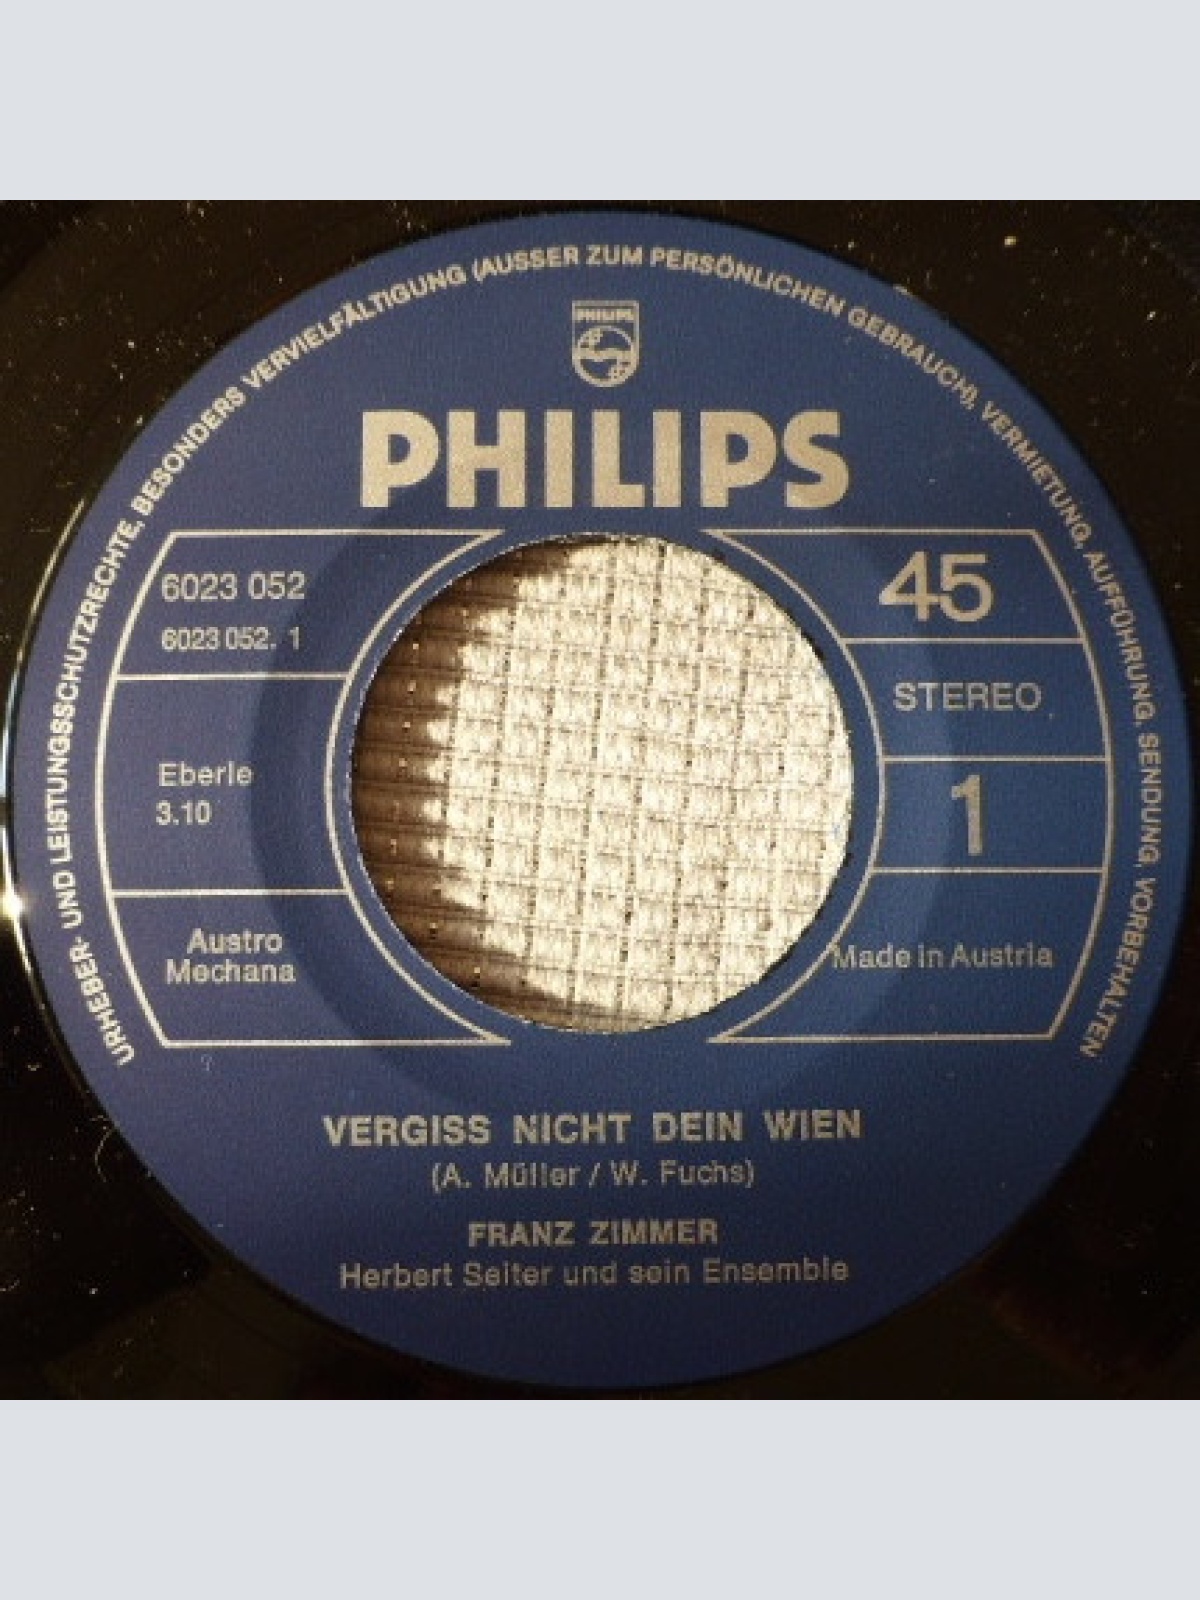 URHEBER- UND LEISTUNGSSCHUTZRECHTE, BESONDERS VERVIELFÄLTIGUNG (AUSSER ZUM PERSÖNLICHEN GEBRAUCH), VERMIETUNG, AUFFÜHRUNG, SENDUNG, VORBEHALTEN
PHILIPS
PHILIPS
6023 052
6023 052. 1
Eberle
3.10
Austro
Mechana
45
STEREO
1
Made in Austria
VERGISS NICHT DEIN WIEN
(A. Müller / W. Fuchs)
FRANZ ZIMMER
Herbert Seiter und sein Ensemble